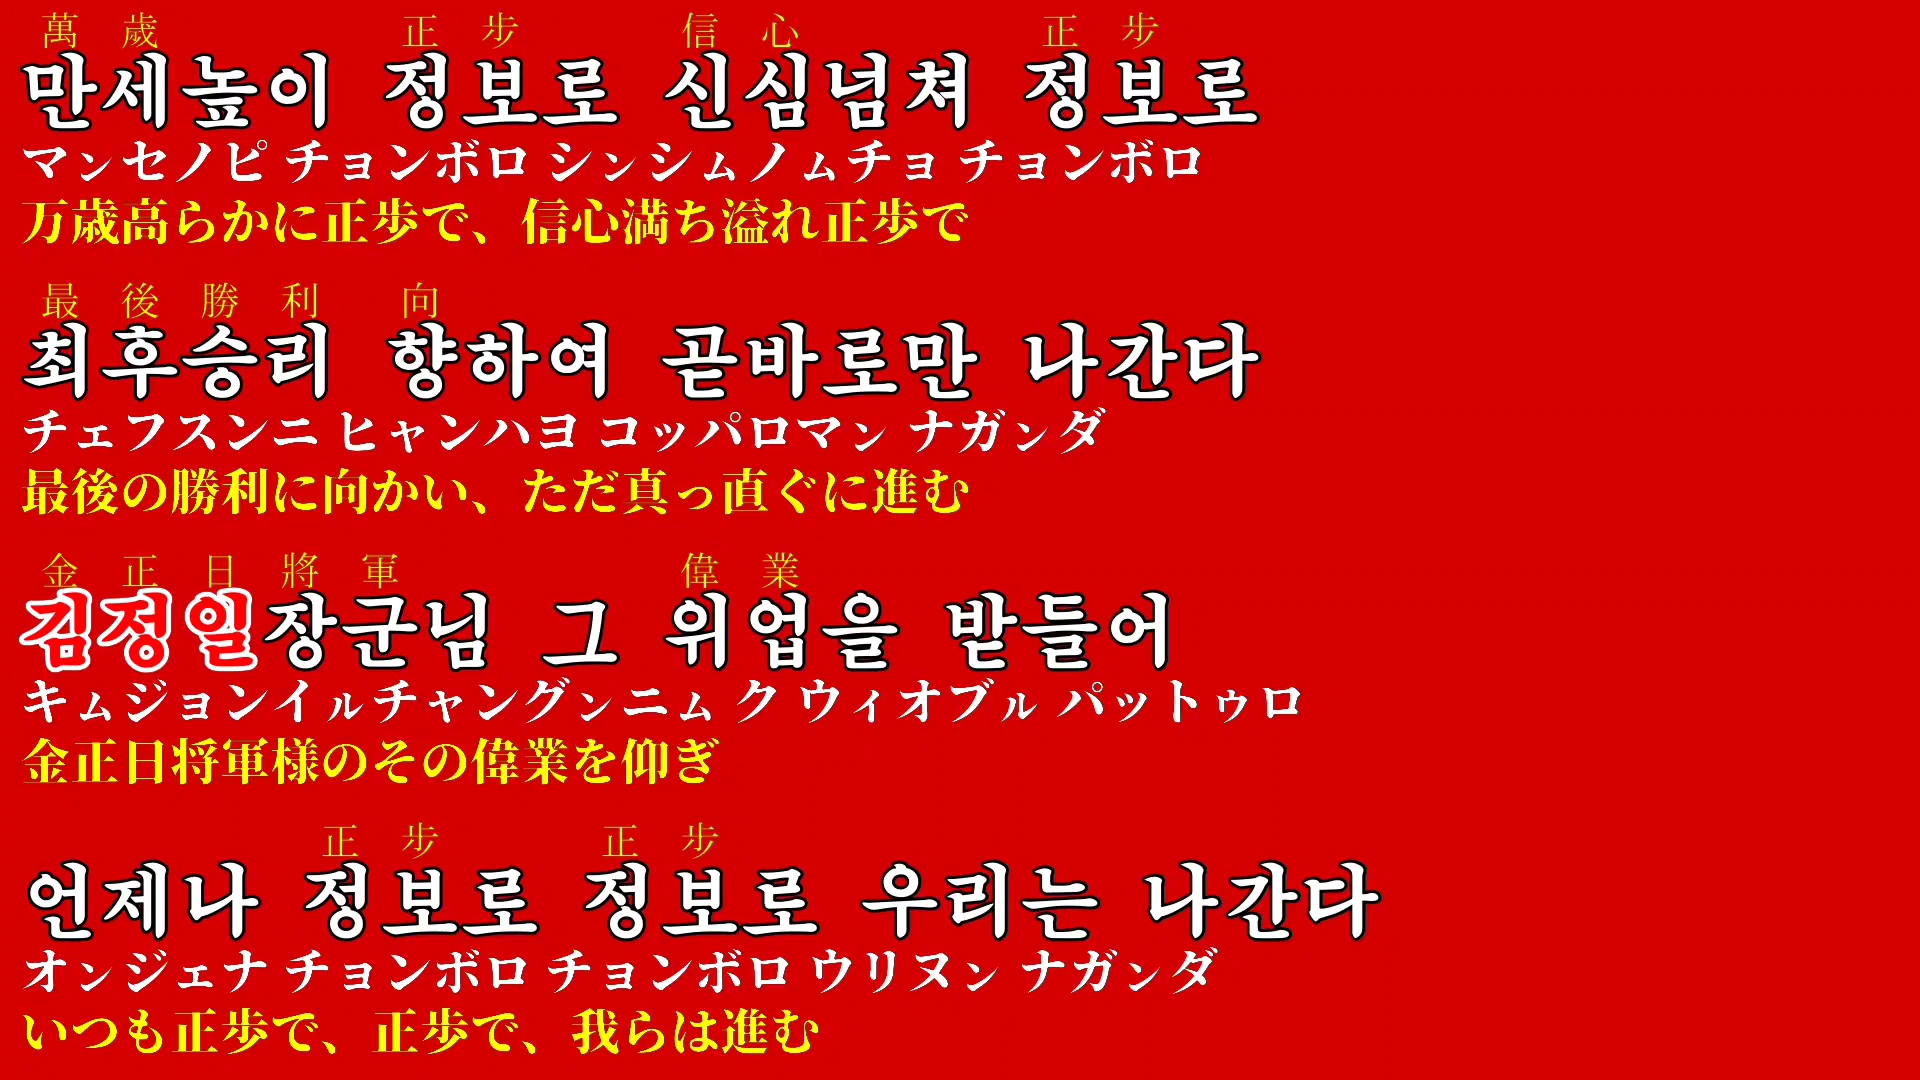 萬歲 正步 信心 正步
만세높이 정보로 신심넘쳐 정보로
マンセノピ チョンボロ シンシムノムチョ チョンボロ
万歳高らかに正歩で、信心満ち溢れ正歩で
最後勝利 向
최후승리 향하여 곧바로만 나간다
チェフスンニ ヒャンハヨ コッパロマン ナガンダ
最後の勝利に向かい、ただ真っ直ぐに進む
金正日將軍 偉業
김정일장군님 그 위업을 받들어
キムジョンイルチャングンニム ク ウィオブル パットゥロ
金正日将軍様のその偉業を仰ぎ
正步 正步
언제나 정보로 정보로 우리는 나간다
オンジェナ チョンボロ チョンボロ ウリヌン ナガンダ
いつも正歩で、正歩で、我らは進む